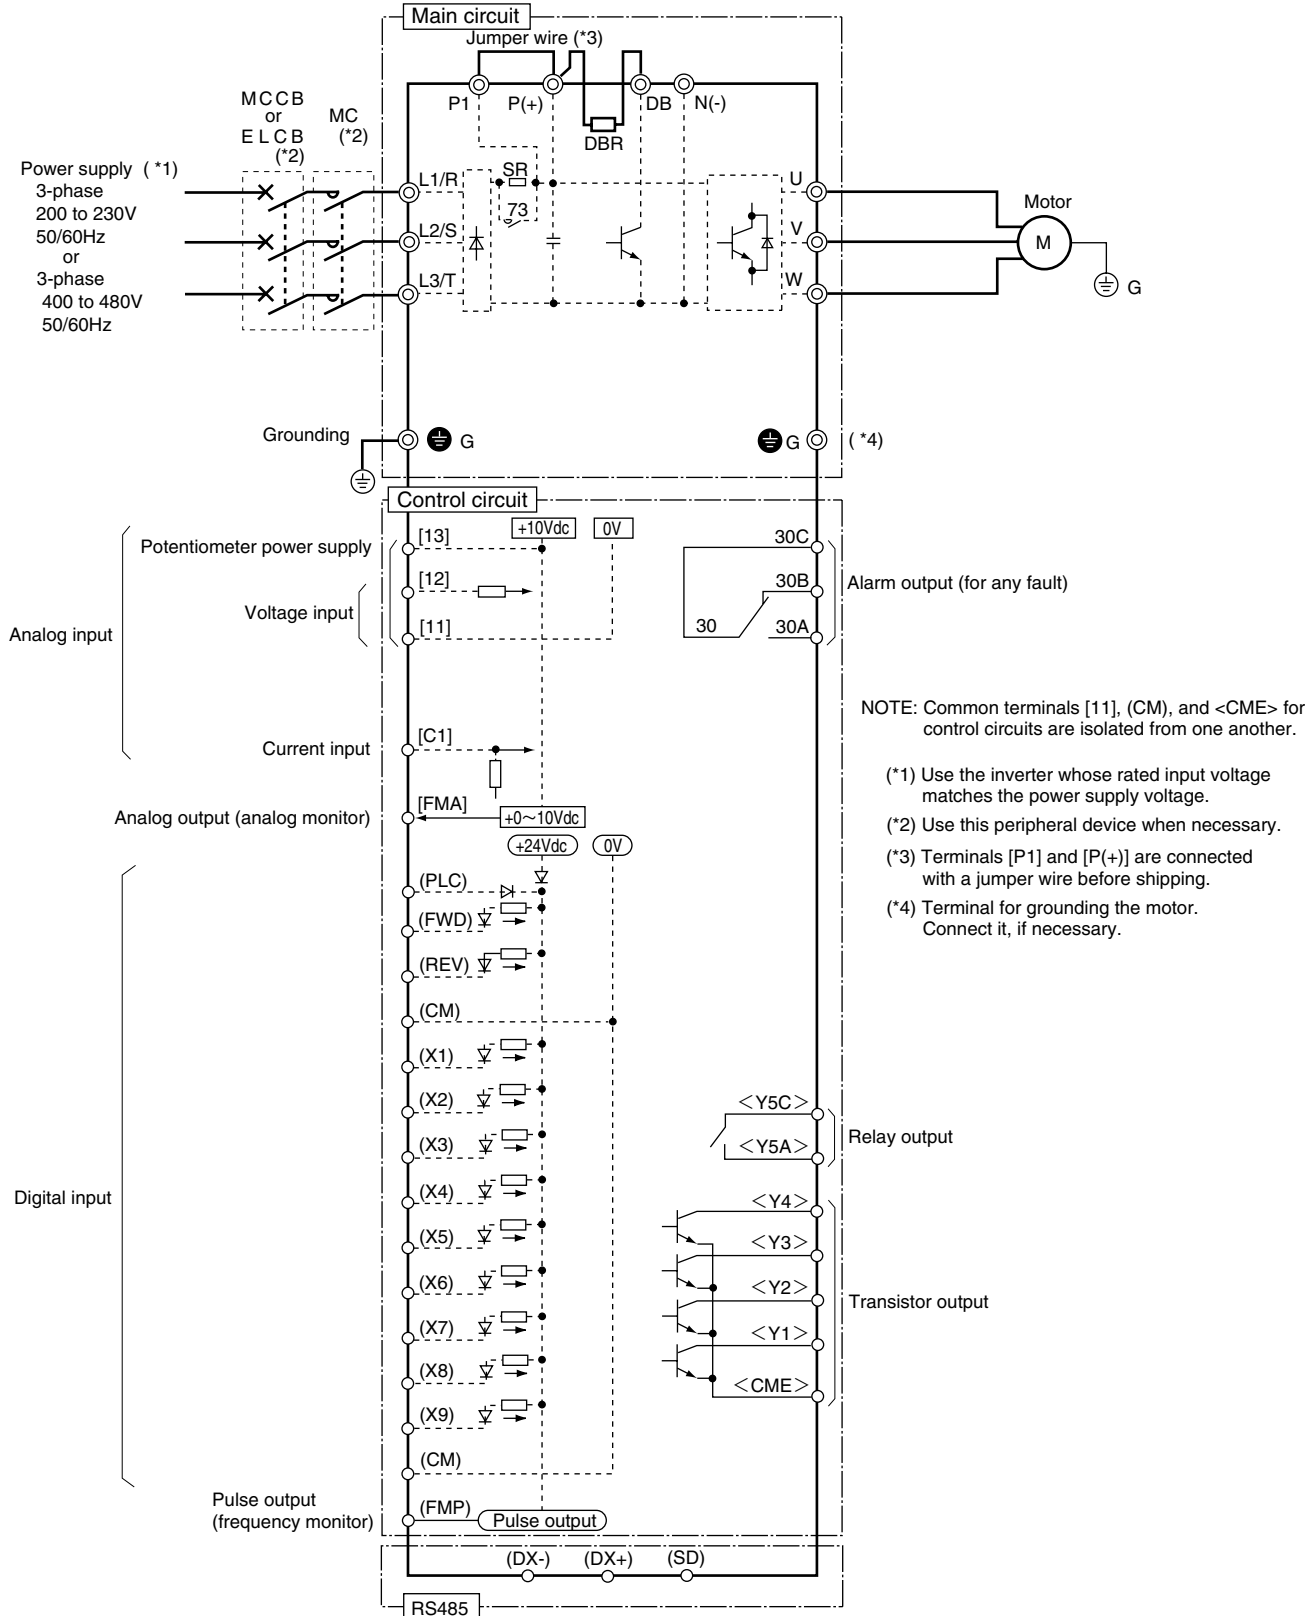 Main circuit
Jumper wire (*3)
P1
P(+)
DB
N(-)
DBR
MCCB
or
ELCB
(*2)
MC
(*2)
Power supply (*1)
3-phase
200 to 230V
50/60Hz
or
3-phase
400 to 480V
50/60Hz
L1/R
L2/S
L3/T
SR
73
U
V
W
Motor
M
G
Grounding
G
G
(*4)
Control circuit
Potentiometer power supply
[13]
+10Vdc
0V
[12]
Voltage input
[11]
Analog input
30C
30B
30
30A
Alarm output (for any fault)
Current input
[C1]
Analog output (analog monitor)
[FMA]
+0～10Vdc
+24Vdc
0V
NOTE: Common terminals [11], (CM), and <CME> for
control circuits are isolated from one another.
(*1) Use the inverter whose rated input voltage
matches the power supply voltage.
(*2) Use this peripheral device when necessary.
(*3) Terminals [P1] and [P(+)] are connected
with a jumper wire before shipping.
(*4) Terminal for grounding the motor.
Connect it, if necessary.
Digital input
(PLC)
(FWD)
(REV)
(CM)
(X1)
(X2)
(X3)
(X4)
(X5)
(X6)
(X7)
(X8)
(X9)
(CM)
<Y5C>
<Y5A>
Relay output
<Y4>
<Y3>
<Y2>
<Y1>
<CME>
Transistor output
Pulse output
(frequency monitor)
(FMP)
Pulse output
(DX-)
(DX+)
(SD)
RS485